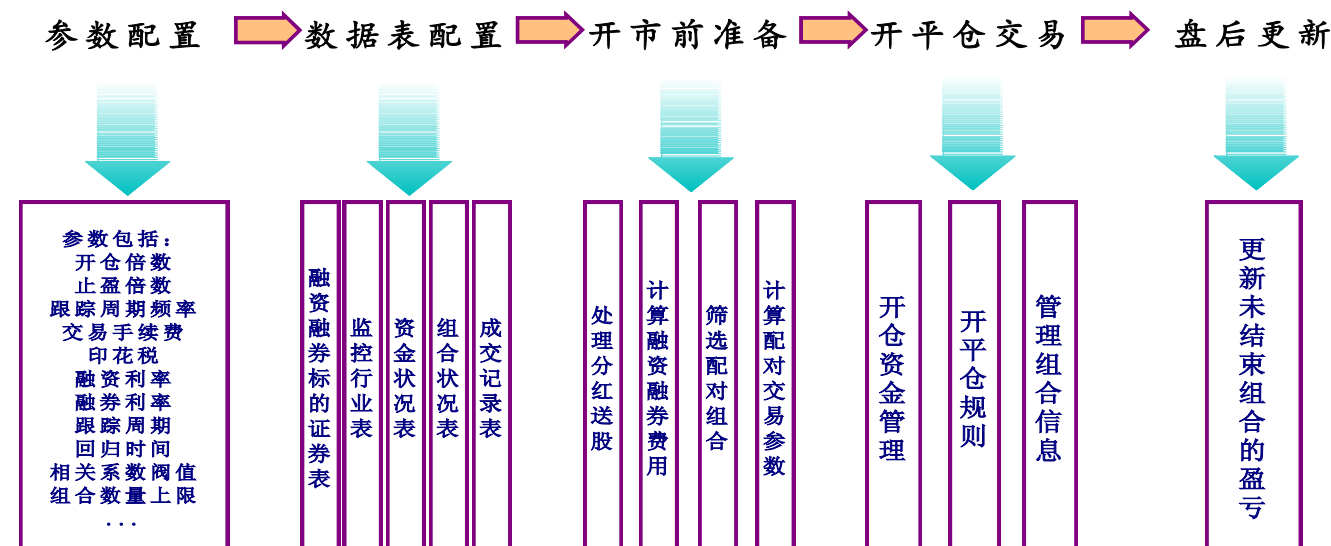 参数配置
数据表配置
开市前准备
开平仓交易
盘后更新
参数包括：
开仓倍数
止盈倍数
跟踪周期频率
交易手续费
印花税
融资利率
融券利率
跟踪周期
回归时间
相关系数阀值
组合数量上限
...
融资融券标的证券表
监控行业表
资金状况表
组合状况表
成交记录表
处理分红送股
计算融资融券费用
筛选配对组合
计算配对交易参数
开仓资金管理
开平仓规则
管理组合信息
更新未结束组合的盈亏